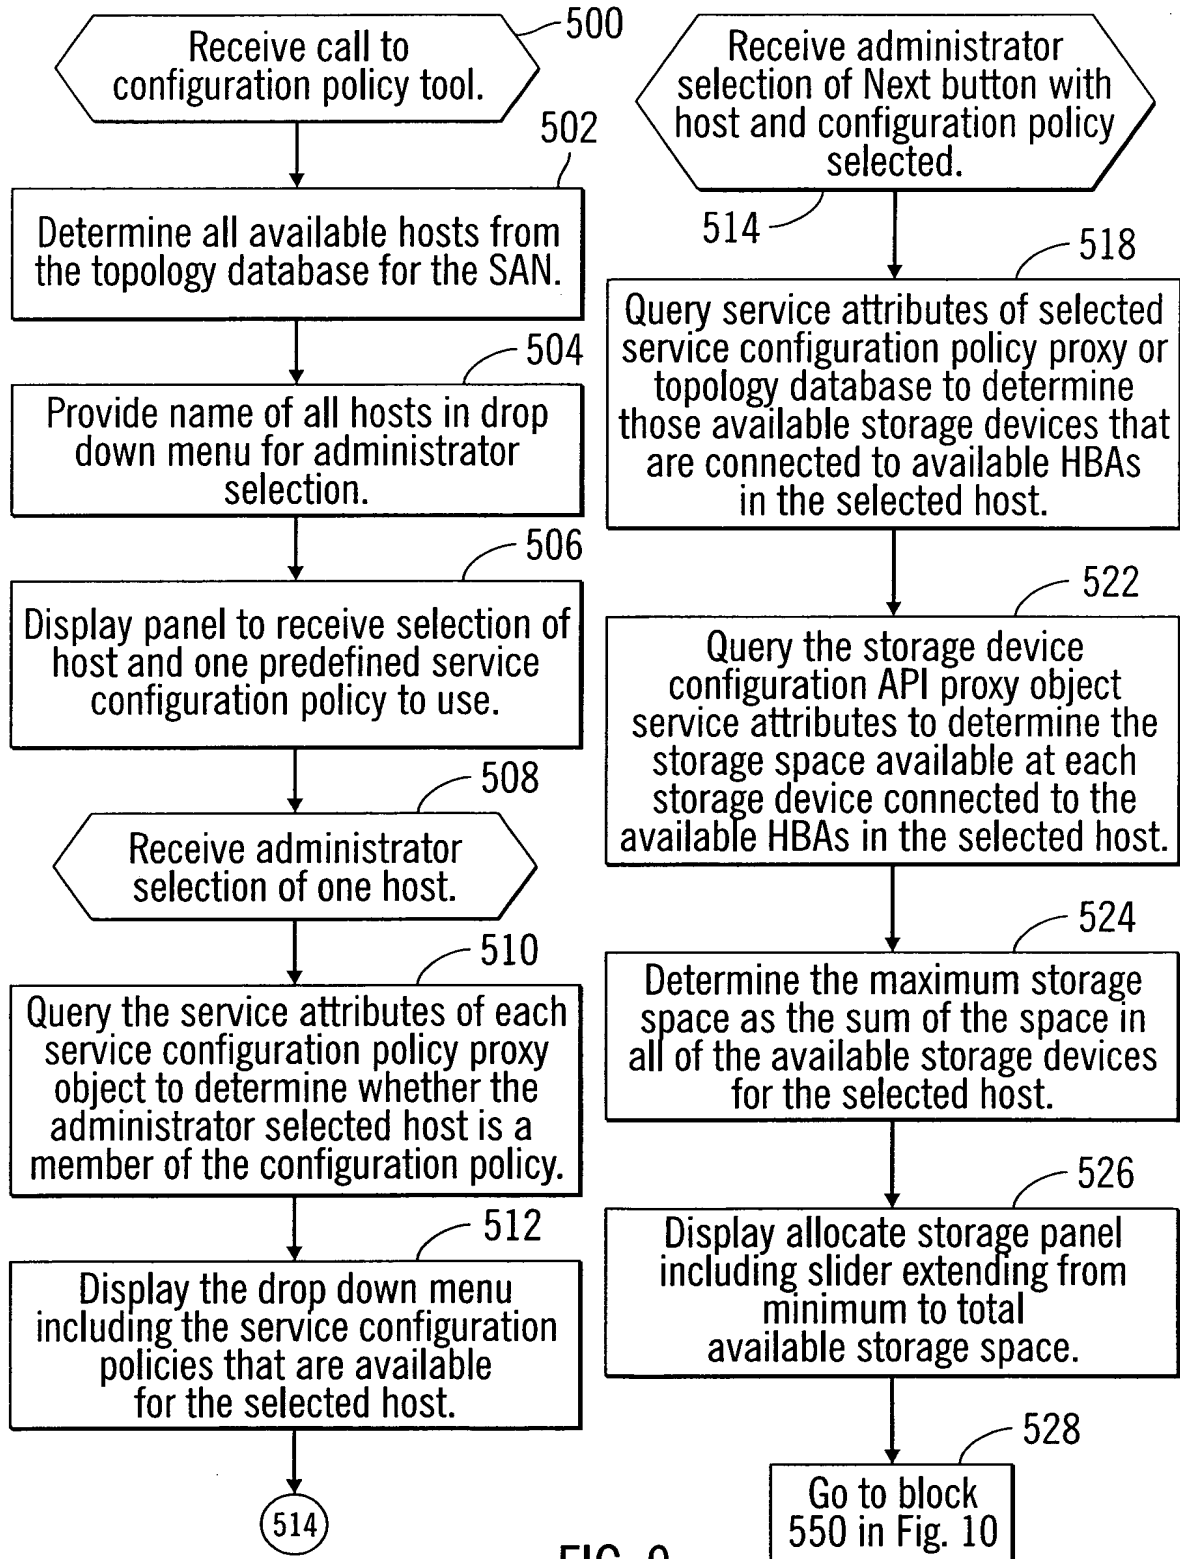 500
Receive call to
configuration policy tool.
502
Determine all available hosts from
the topology database for the SAN.
504
Provide name of all hosts in drop
down menu for administrator
selection.
506
Display panel to receive selection of
host and one predefined service
configuration policy to use.
508
Receive administrator
selection of one host.
510
Query the service attributes of each
service configuration policy proxy
object to determine whether the
administrator selected host is a
member of the configuration policy.
512
Display the drop down menu
including the service configuration
policies that are available
for the selected host.
514
Receive administrator
selection of Next button with
host and configuration policy
selected.
514
518
Query service attributes of selected
service configuration policy proxy or
topology database to determine
those available storage devices that
are connected to available HBAs
in the selected host.
522
Query the storage device
configuration API proxy object
service attributes to determine the
storage space available at each
storage device connected to the
available HBAs in the selected host.
524
Determine the maximum storage
space as the sum of the space in
all of the available storage devices
for the selected host.
526
Display allocate storage panel
including slider extending from
minimum to total
available storage space.
528
Go to block
550 in Fig. 10